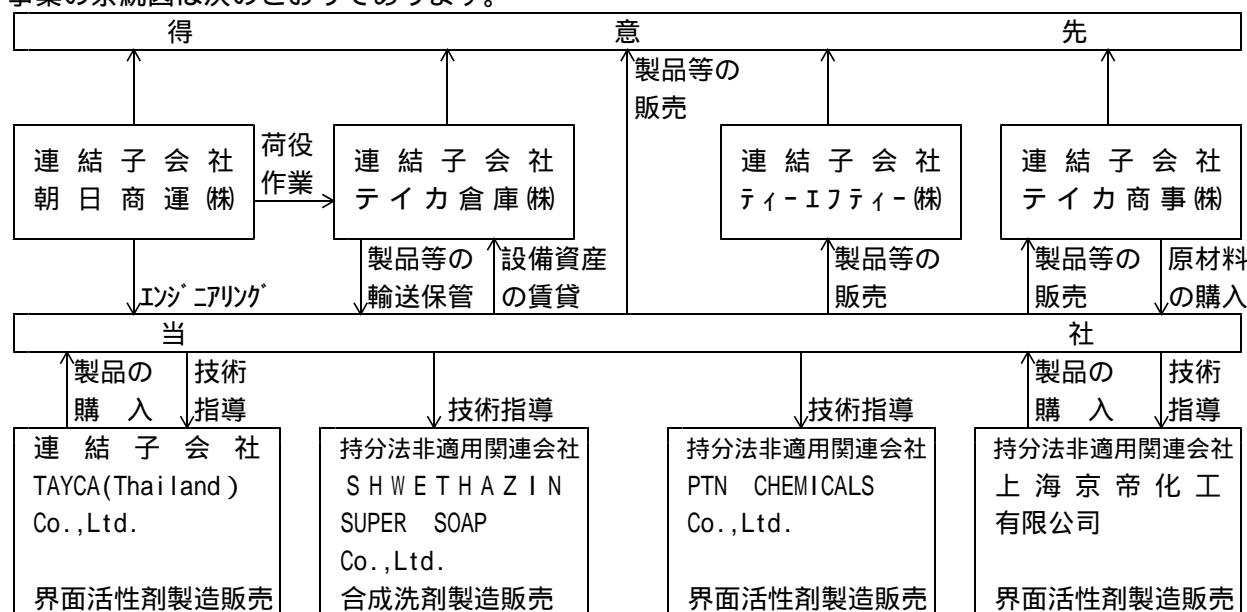 事業の系統図は次のとおりであります。
得意先
製品等の
販売
連結子会社
朝日商運㈱
荷役
作業
連結子会社
テイカ倉庫㈱
連結子会社
ティーエフティー㈱
連結子会社
テイカ商事㈱
エンジニアリング
製品等の
輸送保管
設備資産
の賃貸
製品等の
販売
製品等の
販売
原材料
の購入
当社
製品の
購入
技術
指導
技術指導
技術指導
製品の
購入
技術
指導
連結子会社
TAYCA(Thailand)
Co.,Ltd.
界面活性剤製造販売
持分法非適用関連会社
SHWETHAZIN
SUPER SOAP
Co.,Ltd.
合成洗剤製造販売
持分法非適用関連会社
PTN CHEMICALS
Co.,Ltd.
界面活性剤製造販売
持分法非適用関連会社
上海京帝化工
有限公司
界面活性剤製造販売